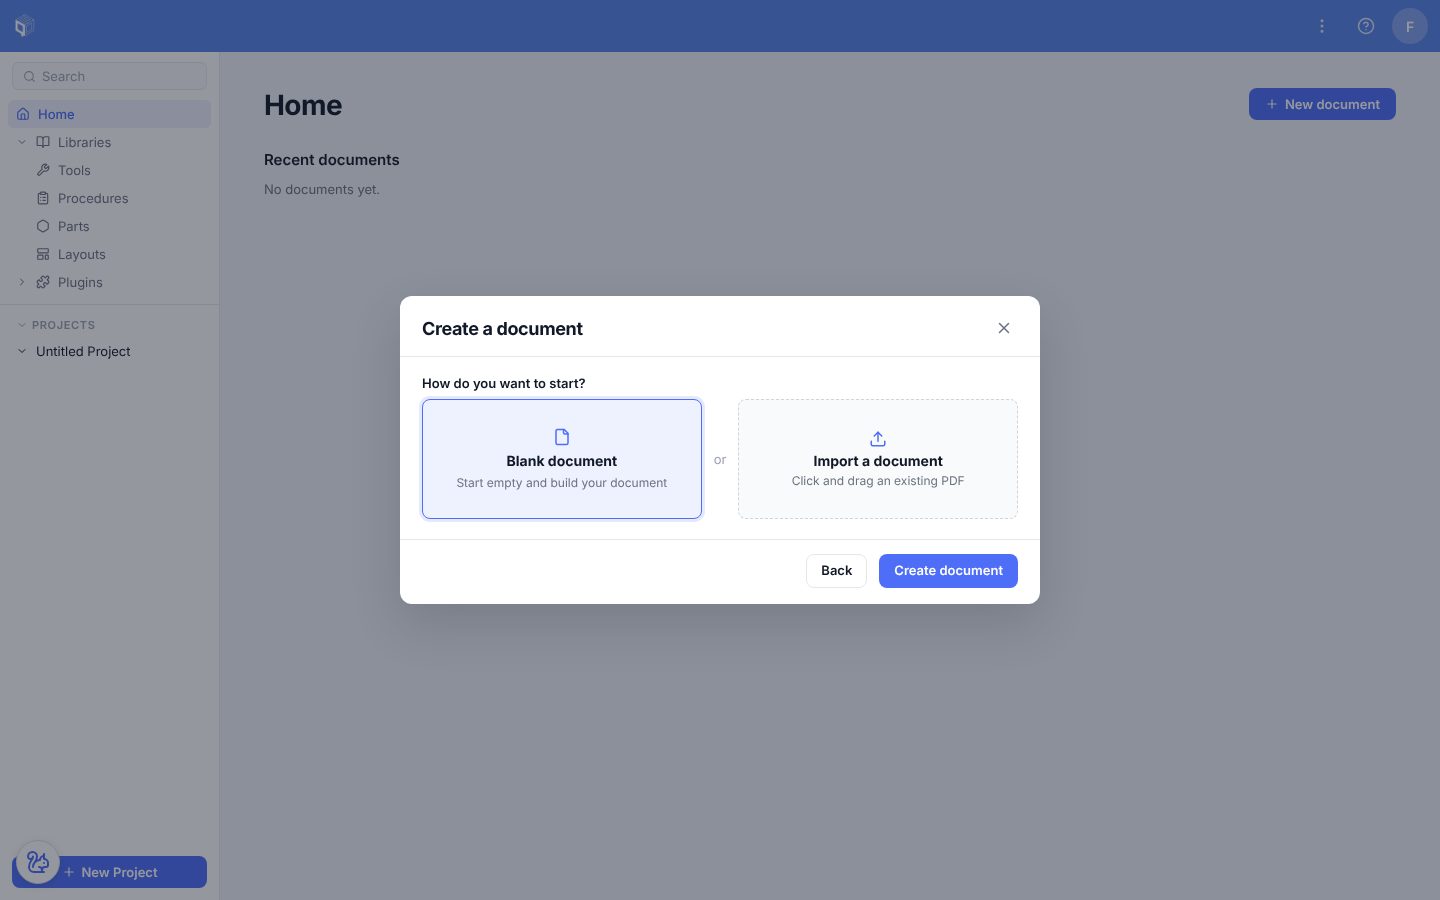 F
Search
Home
Libraries
Tools
Procedures
Parts
Layouts
Plugins
PROJECTS
Untitled Project
New Project
Home
New document
Recent documents
No documents yet.
Create a document
How do you want to start?
Blank document
Start empty and build your document
or
Import a document
Click and drag an existing PDF
Back
Create document